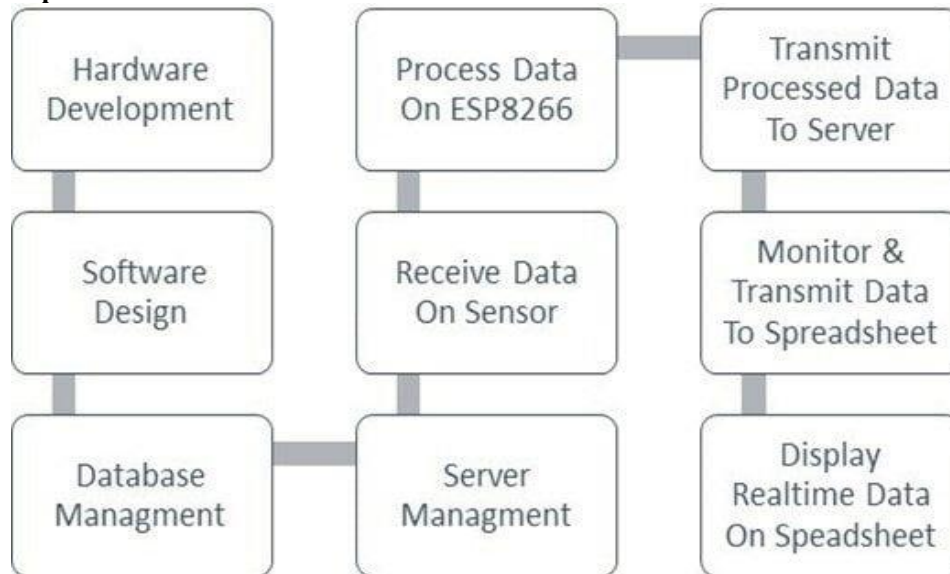 Hardware
Development
Software
Design
Database
Managment
Server
Managment
Receive Data
On Sensor
Process Data
On ESP8266
Transmit
Processed Data
To Server
Monitor &
Transmit Data
To Spreadsheet
Display
Realtime Data
On Speadsheet